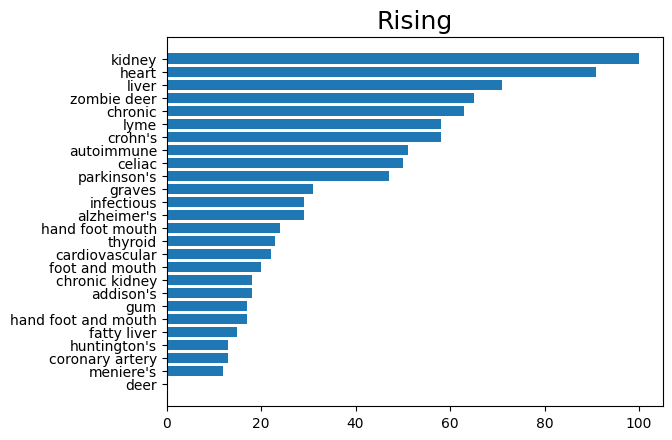 Rising
kidney
heart
liver
zombie deer
chronic
lyme
crohn's
autoimmune
celiac
parkinson's
graves
infectious
alzheimer's
hand foot mouth
thyroid
cardiovascular
foot and mouth
chronic kidney
addison's
gum
hand foot and mouth
fatty liver
huntington's
coronary artery
meniere's
deer
0 20 40 60 80 100